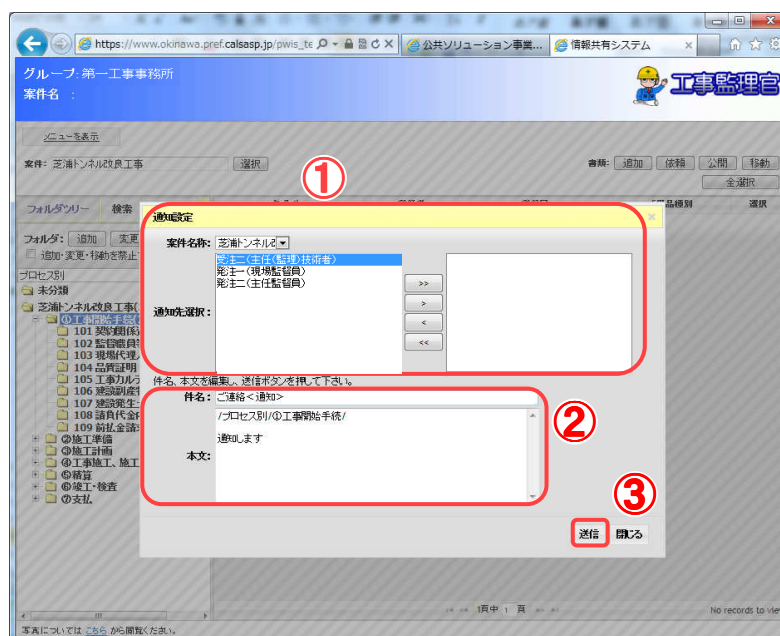 https://www.okinawa.pref.calsasp.jp/pwis_te
公共ソリューション事業...
情報共有システム
グループ: 第一工事事務所
案件名 :
工事監理官
メニューを表示
案件: 芝浦トンネル改良工事
選択
書類:
追加
依頼
公開
移動
全選択
①
フォルダツリー
検索
品種別
選択
通知設定
フォルダ:
追加
変更
追加・変更・移動を禁止
案件名称:
芝浦トンネル
プロセス別
未分類
芝浦トンネル改良工事(
①工事開始手続(
101 契約関係
102 監督職員
103 現場代理
104 品質証明
105 工事カル
106 建設副産
107 建設発生
108 請負代金
109 前払金請
②施工準備
③施工計画
④工事施工、施工
⑤精算
⑥竣工・検査
⑦支払
通知先選択:
受注二(主任(監理)技術者)
発注一(現場監督員)
発注二(主任監督員)
>>
>
<
<<
件名、本文を編集し、送信ボタンを押して下さい。
件名:
ご連絡<通知>
②
本文:
/プロセス別/①工事開始手続/
通知します
③
送信
閉じる
1頁中 1 頁
No records to vie
写真については こちら から閲覧ください。